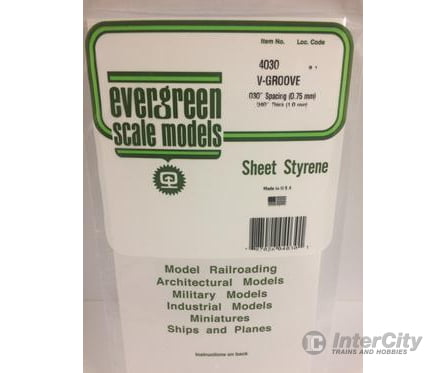 Item No. Loc. Code
4030
V-GROOVE
.030" Spacing (0.75 mm)
.040" Thick (1.0 mm)
evergreen
scale models
Sheet Styrene
Made in U S A
Model Railroading
Architectural Models
Military Models
Industrial Models
Miniatures
Ships and Planes
Instructions on back
InterCity
TRAINS AND HOBBIES